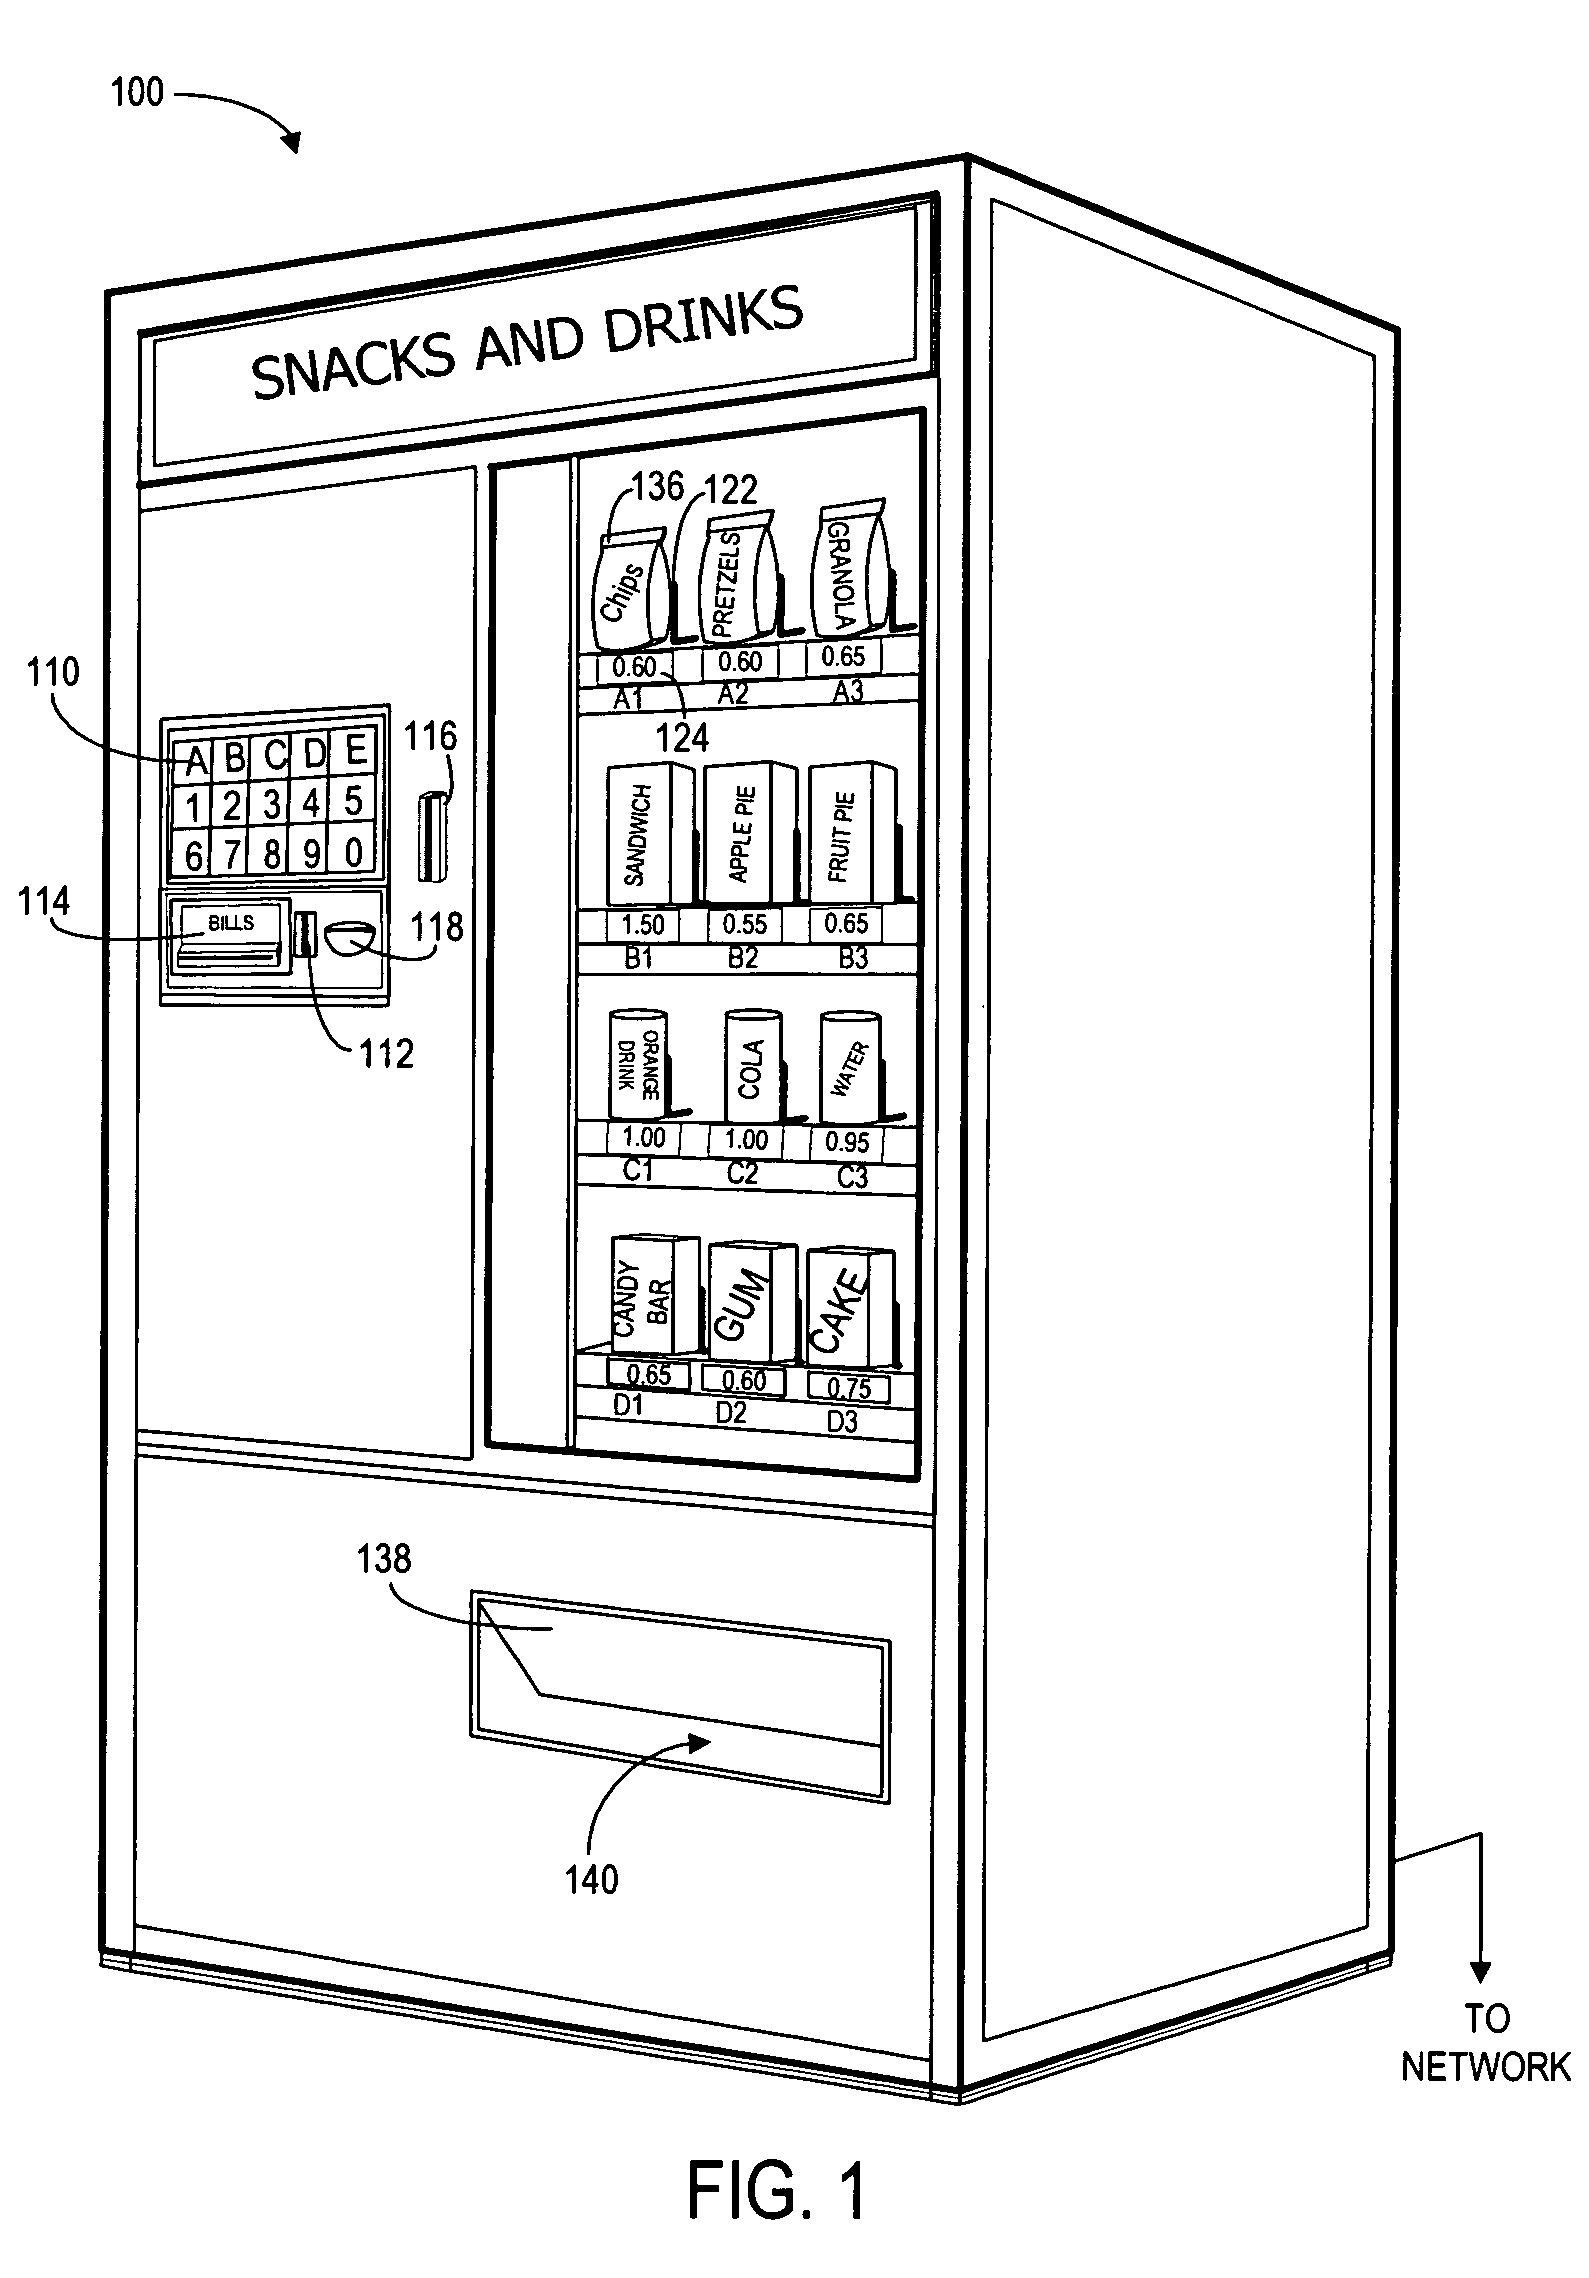 100
SNACKS AND DRINKS
136 122
Chips PRETZELS GRANOLA
0.60 0.60 0.65
A1 A2 A3
124
110
A B C D E
1 2 3 4 5
6 7 8 9 0
116
114
BILLS
118
112
SANDWICH APPLE PIE FRUIT PIE
1.50 0.55 0.65
B1 B2 B3
ORANGE
DRINK
COLA WATER
1.00 1.00 0.95
C1 C2 C3
CANDY
BAR
GUM CAKE
0.65 0.60 0.75
D1 D2 D3
138
140
TO
NETWORK
FIG. 1